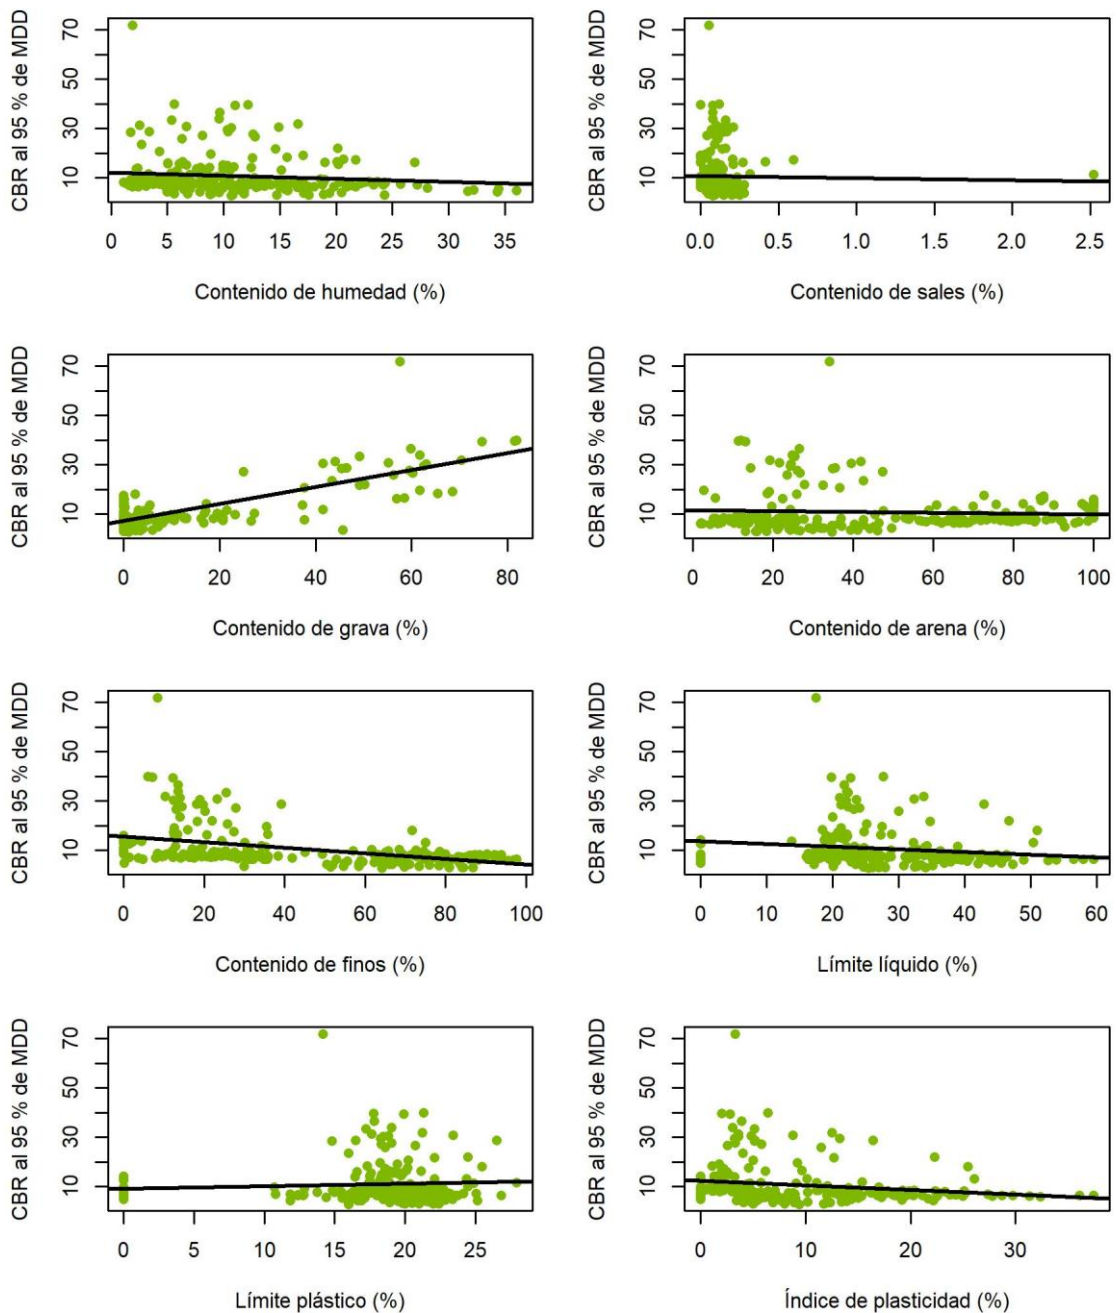 CBR al 95 % de MDD
70
50
30
10
0 5 10 15 20 25 30 35
Contenido de humedad (%)
CBR al 95 % de MDD
70
50
30
10
0.0 0.5 1.0 1.5 2.0 2.5
Contenido de sales (%)
CBR al 95 % de MDD
70
50
30
10
0 20 40 60 80
Contenido de grava (%)
CBR al 95 % de MDD
70
50
30
10
0 20 40 60 80 100
Contenido de arena (%)
CBR al 95 % de MDD
70
50
30
10
0 20 40 60 80 100
Contenido de finos (%)
CBR al 95 % de MDD
70
50
30
10
0 10 20 30 40 50 60
Límite líquido (%)
CBR al 95 % de MDD
70
50
30
10
0 5 10 15 20 25
Límite plástico (%)
CBR al 95 % de MDD
70
50
30
10
0 10 20 30
Índice de plasticidad (%)